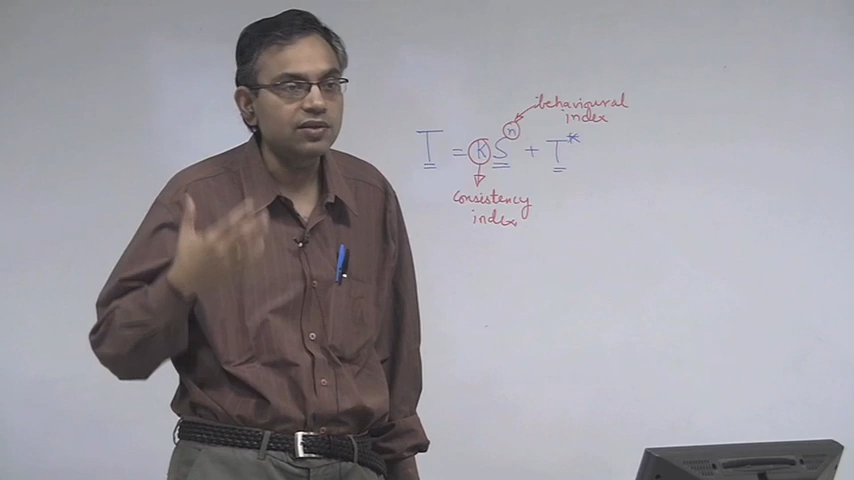 behavioural
index
T = K S^n + T^*
consistency
index